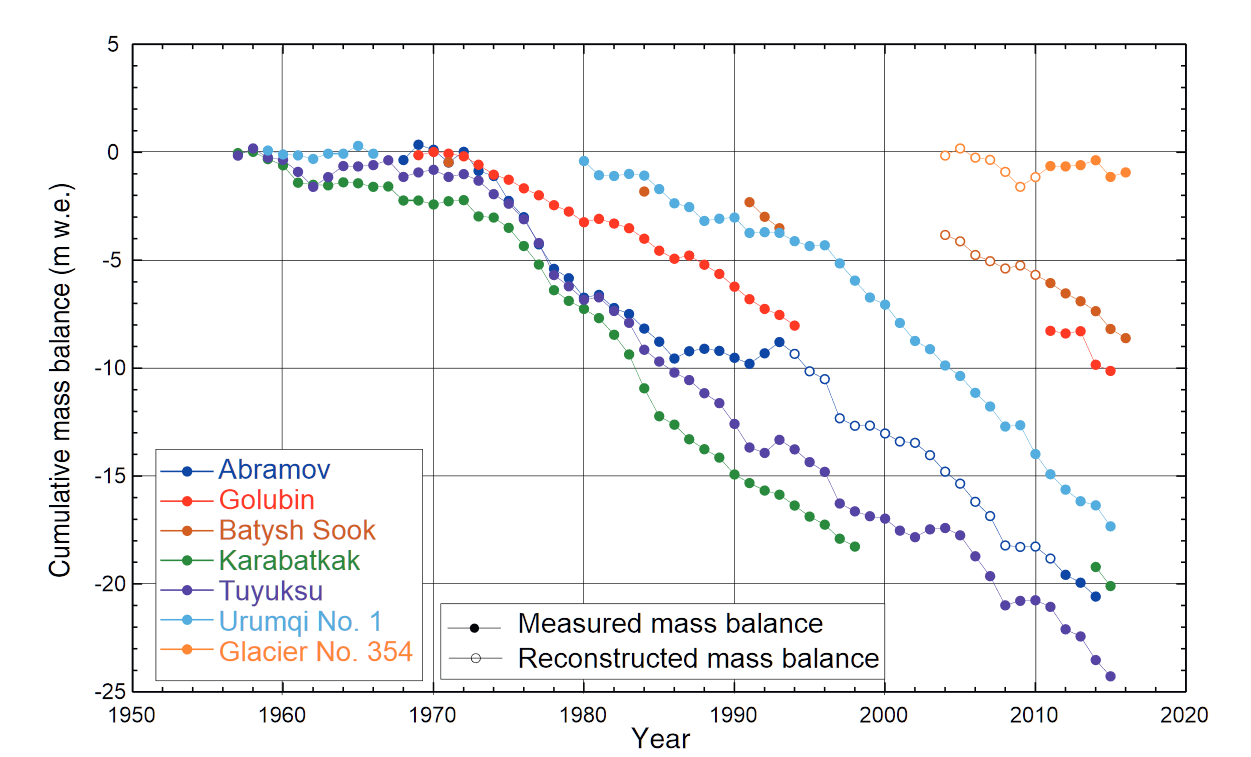 5
0
-5
-10
-15
-20
-25
Cumulative mass balance (m w.e.)
Abramov
Golubin
Batysh Sook
Karabatkak
Tuyuksu
Urumqi No. 1
Glacier No. 354
Measured mass balance
Reconstructed mass balance
1950 1960 1970 1980 1990 2000 2010 2020
Year